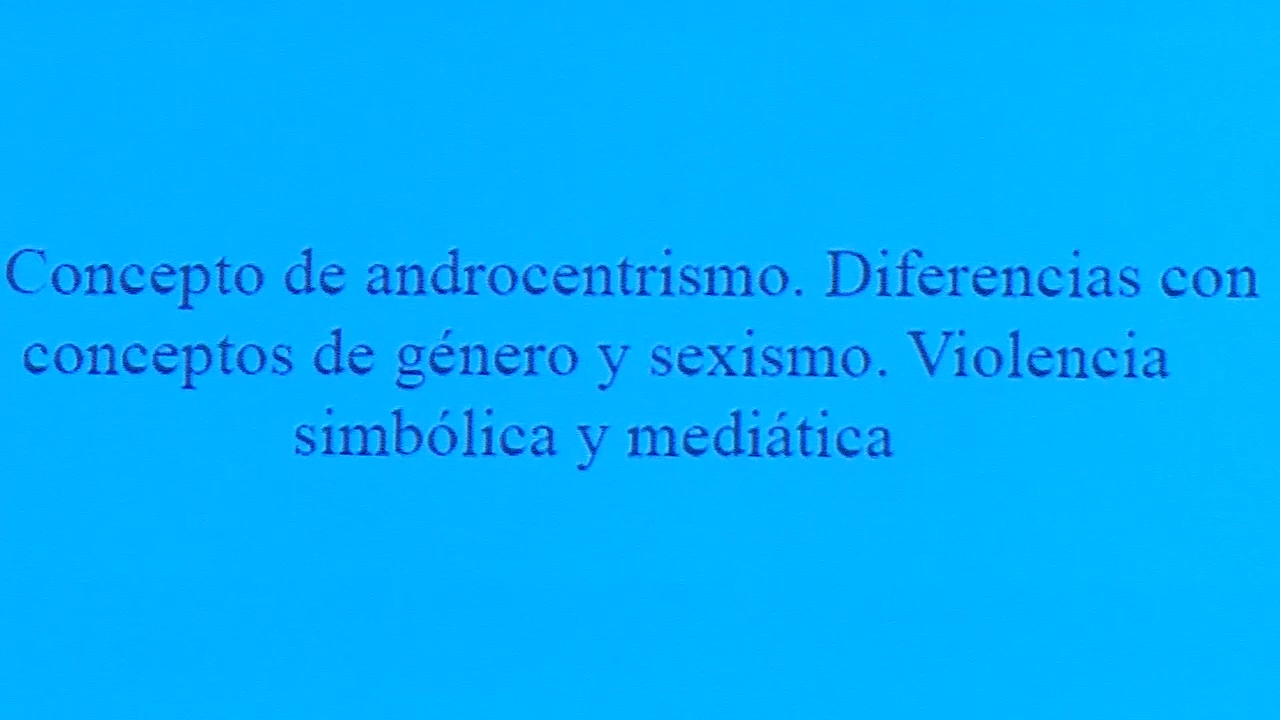 Concepto de androcentrismo. Diferencias con
conceptos de género y sexismo. Violencia
simbólica y mediática